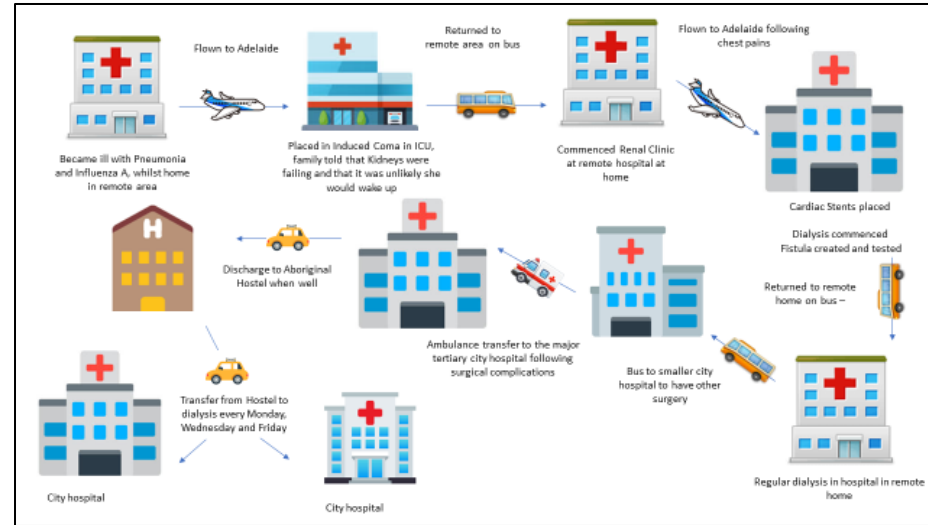 Flown to Adelaide
Returned to
remote area on bus
Flown to Adelaide following
chest pains
Became ill with Pneumonia
and Influenza A, whilst home
in remote area
Placed in Induced Coma in ICU,
family told that Kidneys were
failing and that it was unlikely she
would wake up
Commenced Renal Clinic
at remote hospital at
home
Cardiac Stents placed
Dialysis commenced
Fistula created and tested
Returned to remote
home on bus –
Regular dialysis in hospital in remote
home
Bus to smaller city
hospital to have other
surgery
Ambulance transfer to the major
tertiary city hospital following
surgical complications
Discharge to Aboriginal
Hostel when well
H
Transfer from Hostel to
dialysis every Monday,
Wednesday and Friday
City hospital
City hospital